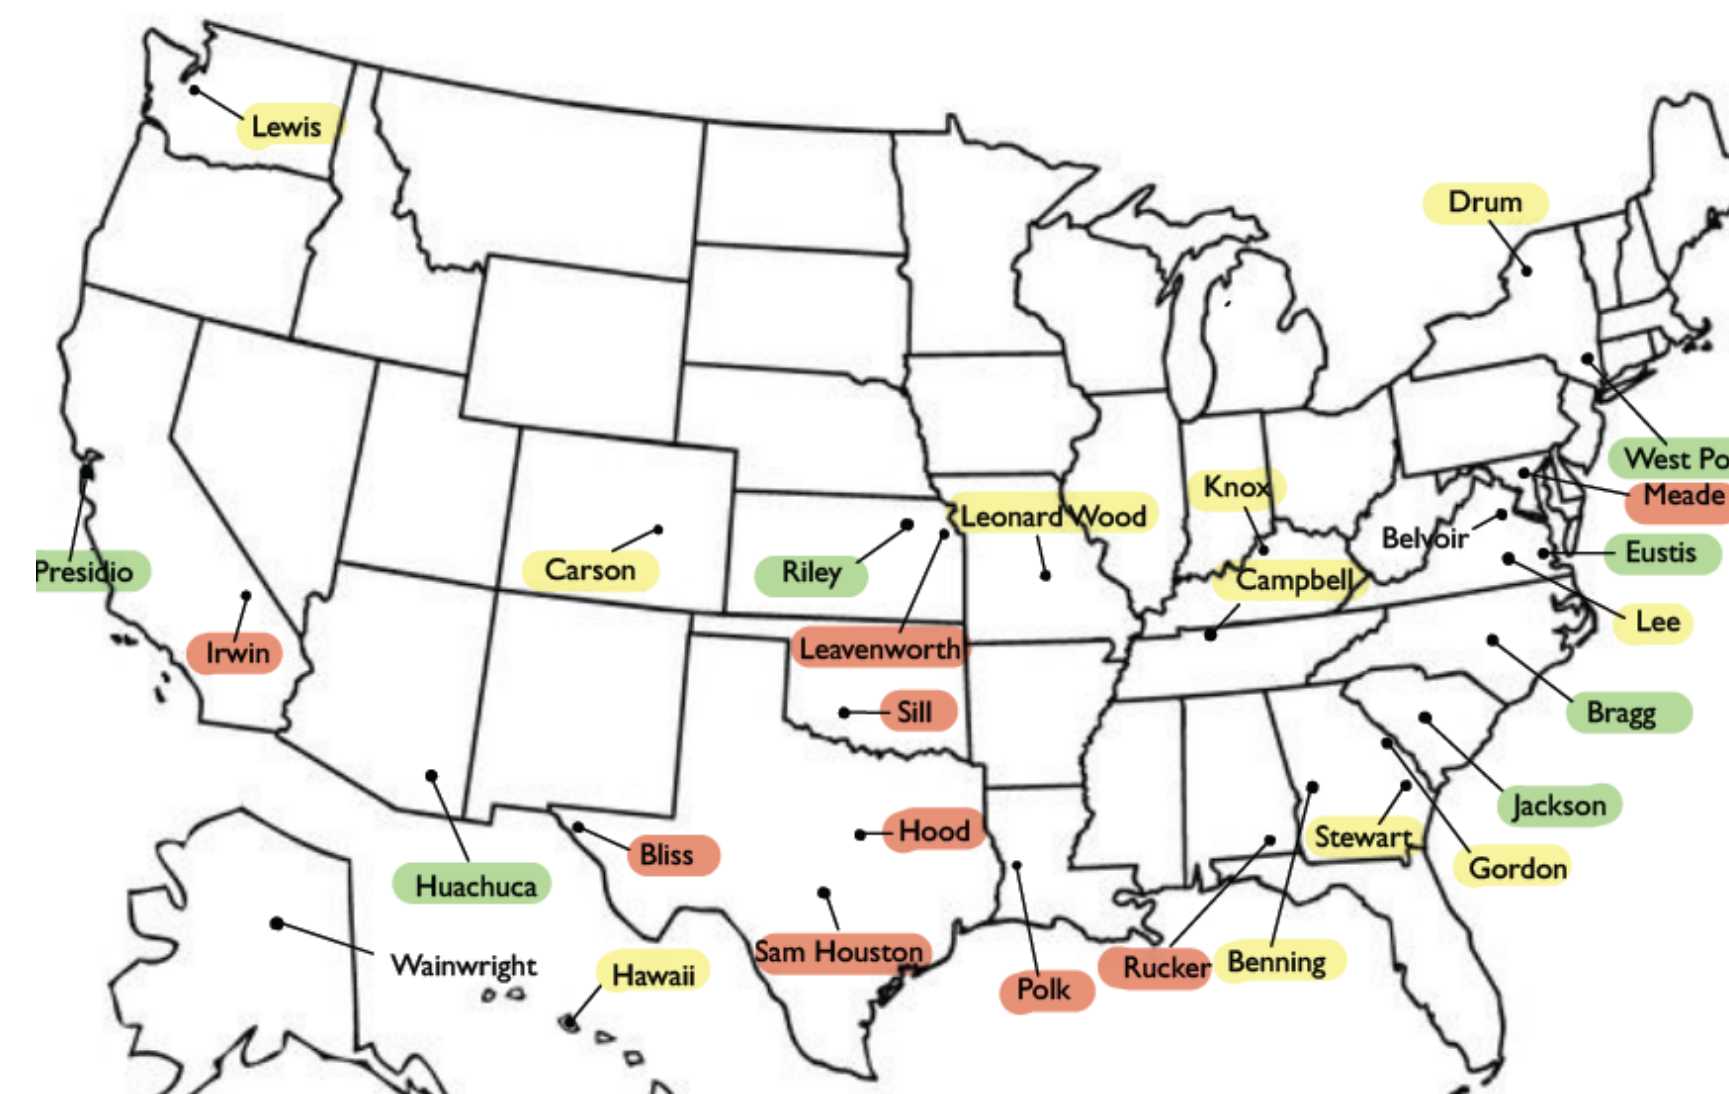 Lewis
Drum
West Po
Meade
Knox
Leonard Wood
Belvoir
Eustis
Presidio
Carson
Riley
Campbell
Lee
Irwin
Leavenworth
Sill
Bragg
Jackson
Hood
Stewart
Bliss
Gordon
Huachuca
Sam Houston
Wainwright
Hawaii
Rucker
Benning
Polk